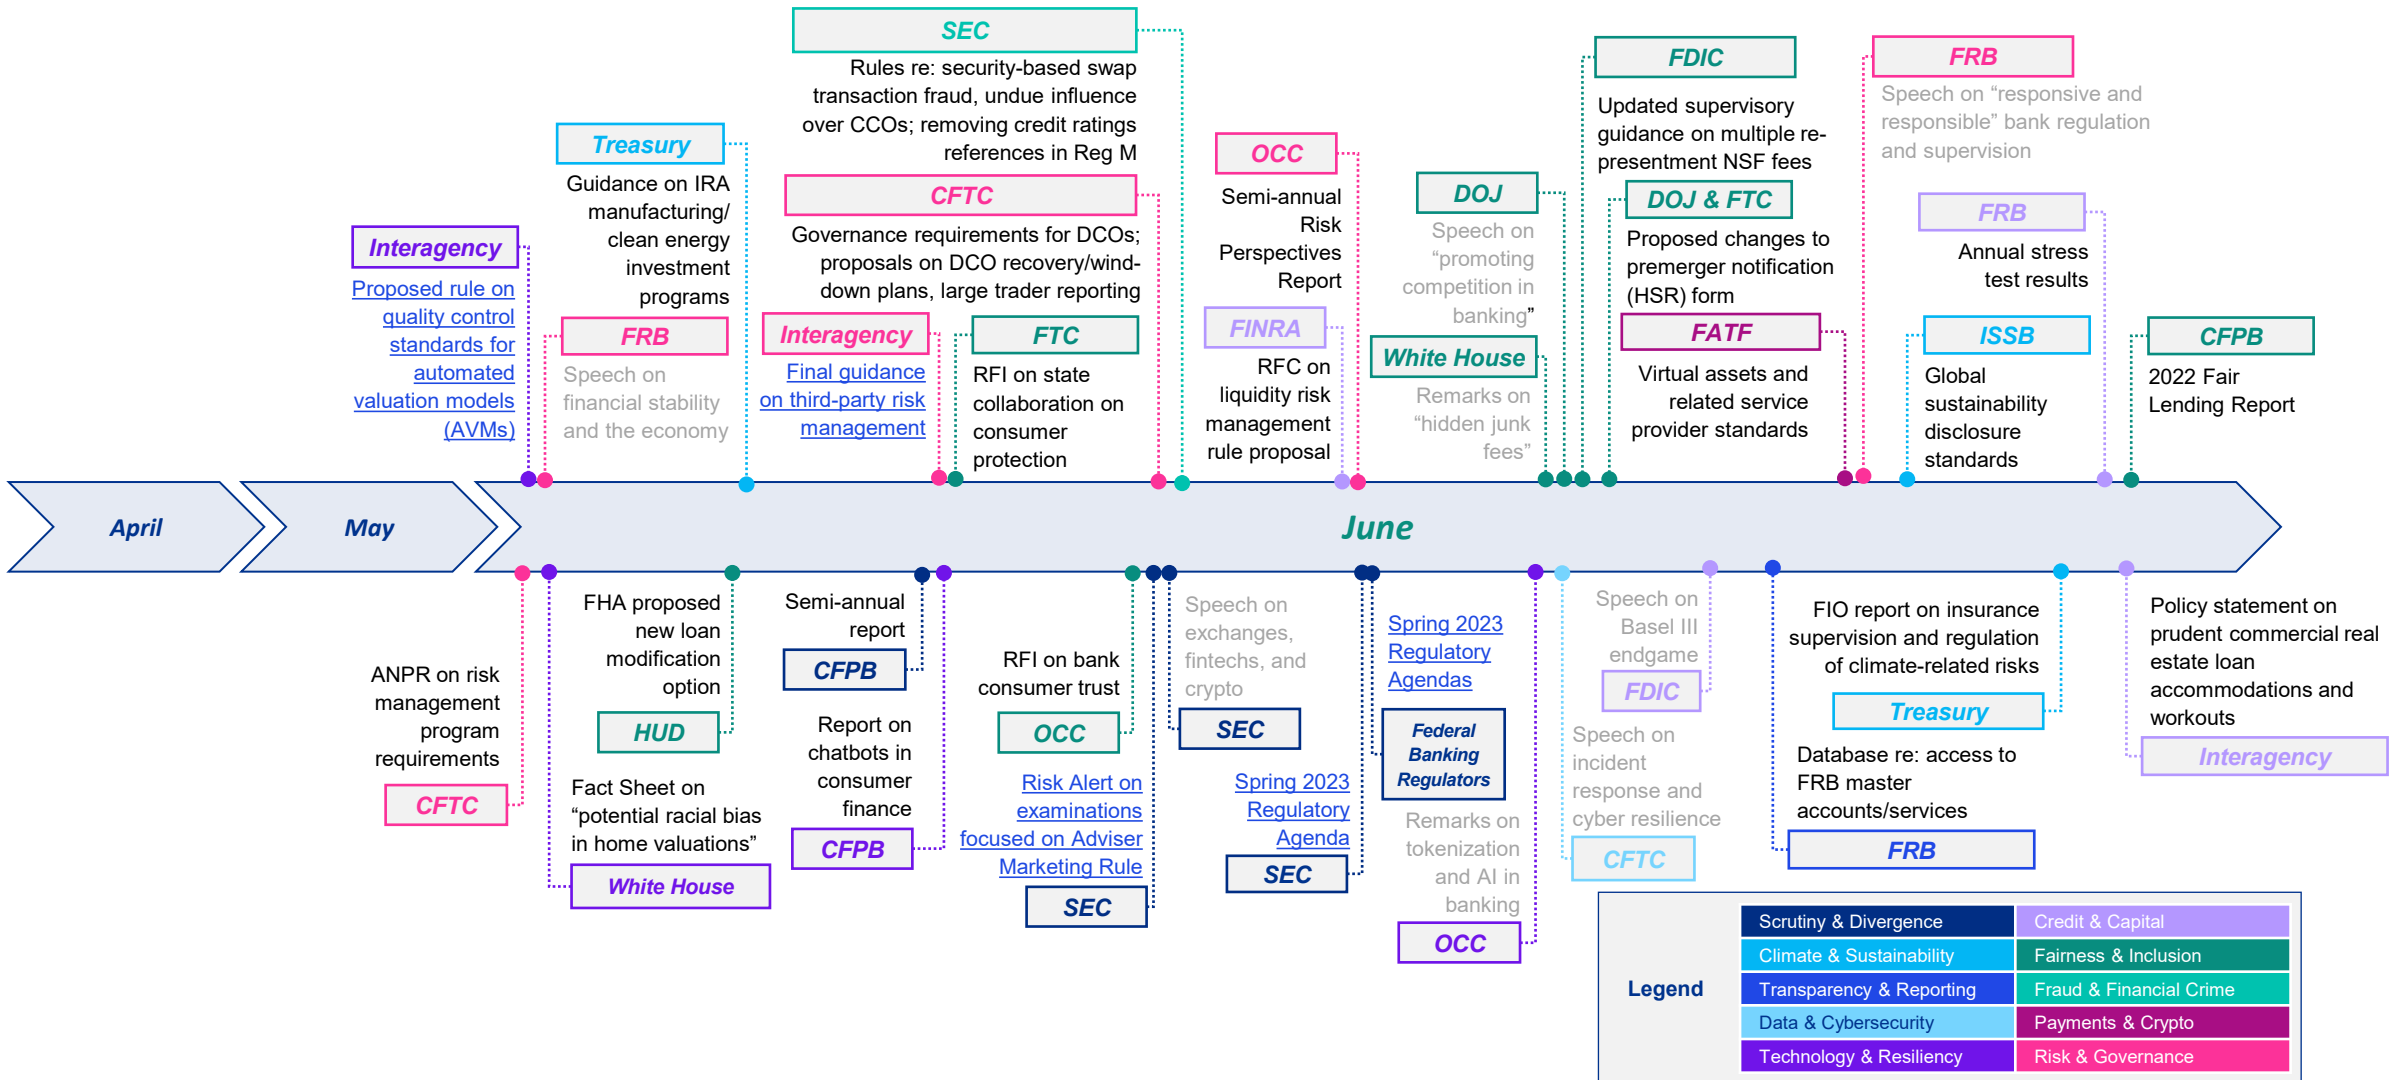 SEC
Rules re: security-based swap
transaction fraud, undue influence
over CCOs; removing credit ratings
references in Reg M
Treasury
Guidance on IRA
manufacturing/
clean energy
investment
programs
CFTC
Governance requirements for DCOs;
proposals on DCO recovery/wind-
down plans, large trader reporting
Interagency
Proposed rule on
quality control
standards for
automated
valuation models
(AVMs)
FRB
Speech on
financial stability
and the economy
Interagency
Final guidance
on third-party risk
management
FTC
RFI on state
collaboration on
consumer
protection
OCC
Semi-annual
Risk
Perspectives
Report
FINRA
RFC on
liquidity risk
management
rule proposal
DOJ
Speech on
“promoting
competition in
banking”
White House
Remarks on
“hidden junk
fees”
FDIC
Updated supervisory
guidance on multiple re-
presentment NSF fees
DOJ & FTC
Proposed changes to
premerger notification
(HSR) form
FATF
Virtual assets and
related service
provider standards
FRB
Speech on “responsive and
responsible” bank regulation
and supervision
FRB
Annual stress
test results
ISSB
Global
sustainability
disclosure
standards
CFPB
2022 Fair
Lending Report
April
May
June
ANPR on risk
management
program
requirements
CFTC
FHA proposed
new loan
modification
option
HUD
Fact Sheet on
“potential racial bias
in home valuations”
White House
Semi-annual
report
CFPB
Report on
chatbots in
consumer
finance
CFPB
RFI on bank
consumer trust
OCC
Risk Alert on
examinations
focused on Adviser
Marketing Rule
SEC
Speech on
exchanges,
fintechs, and
crypto
SEC
Spring 2023
Regulatory
Agenda
SEC
Spring 2023
Regulatory
Agendas
Federal
Banking
Regulators
Remarks on
tokenization
and AI in
banking
OCC
Speech on
Basel III
endgame
FDIC
Speech on
incident
response and
cyber resilience
CFTC
FIO report on insurance
supervision and regulation
of climate-related risks
Treasury
Database re: access to
FRB master
accounts/services
FRB
Policy statement on
prudent commercial real
estate loan
accommodations and
workouts
Interagency
Legend
Scrutiny & Divergence
Credit & Capital
Climate & Sustainability
Fairness & Inclusion
Transparency & Reporting
Fraud & Financial Crime
Data & Cybersecurity
Payments & Crypto
Technology & Resiliency
Risk & Governance